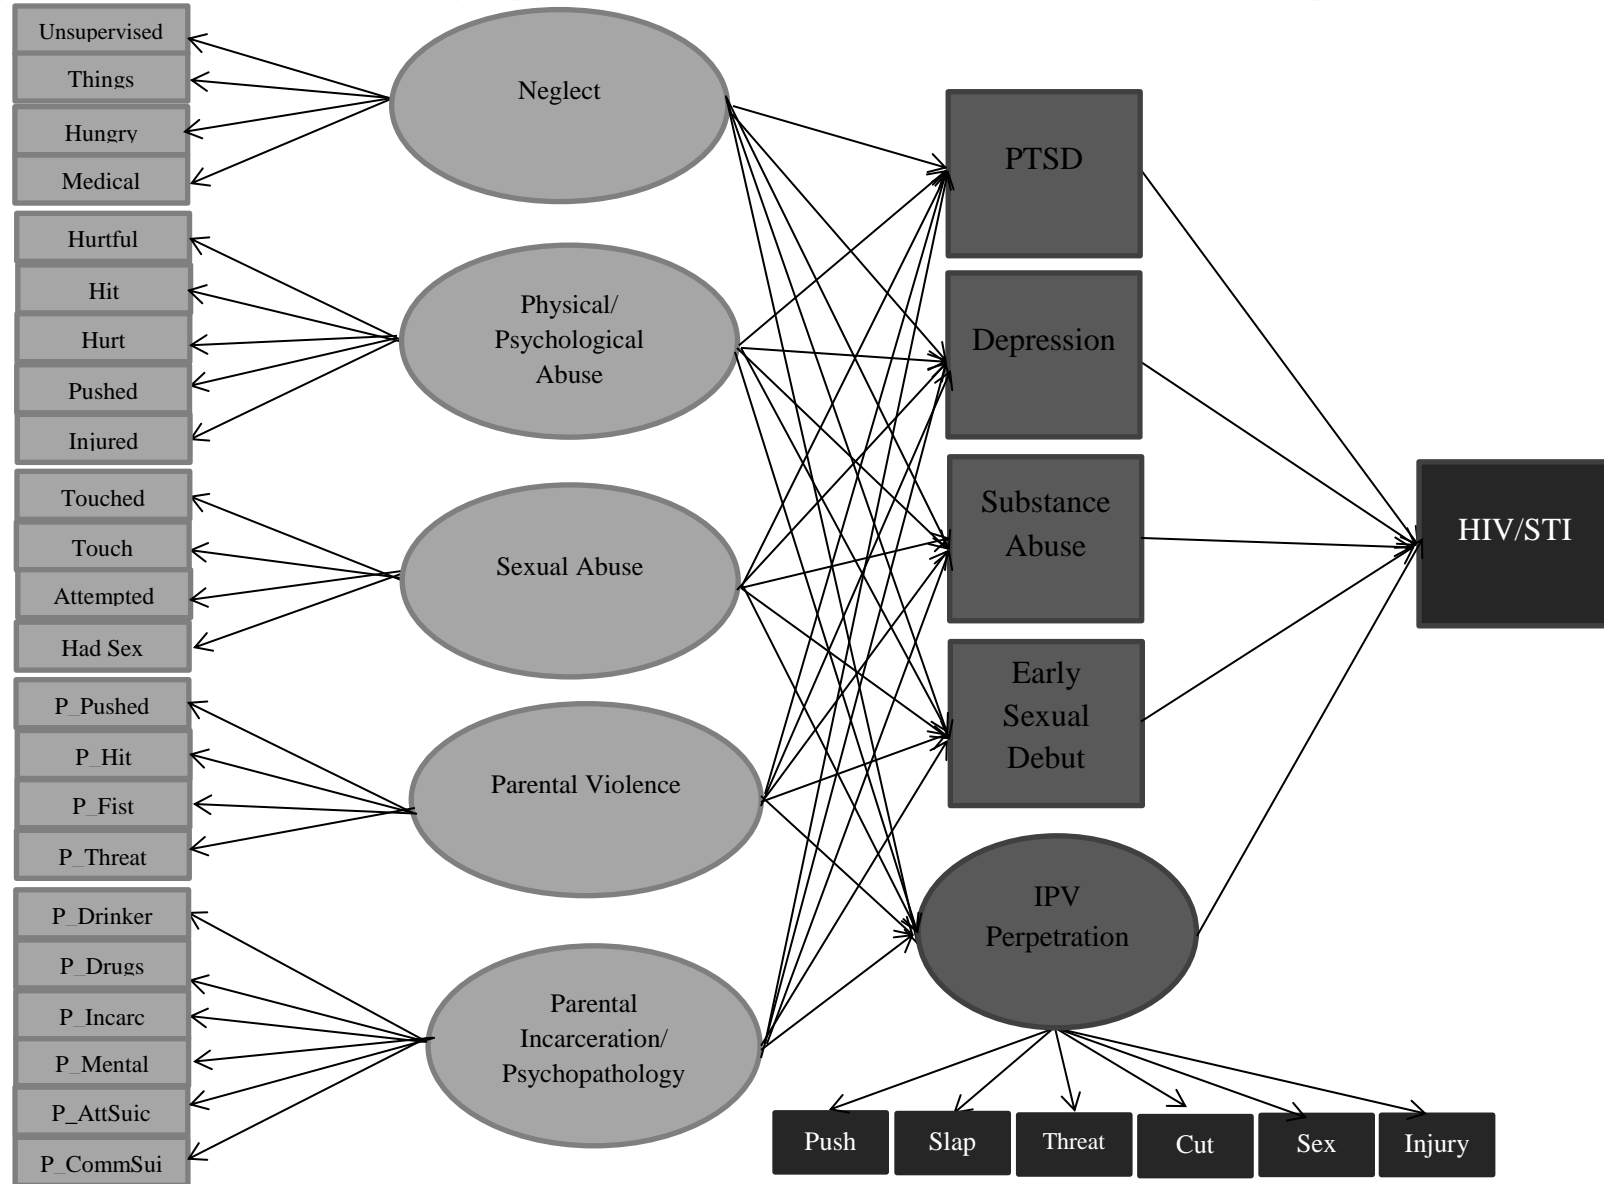 Unsupervised
Things
Hungry
Medical
Hurtful
Hit
Hurt
Pushed
Injured
Touched
Touch
Attempted
Had Sex
P_Pushed
P_Hit
P_Fist
P_Threat
P_Drinker
P_Drugs
P_Incarc
P_Mental
P_AttSuic
P_CommSui
Neglect
Physical/
Psychological
Abuse
Sexual Abuse
Parental Violence
Parental
Incarceration/
Psychopathology
PTSD
Depression
Substance
Abuse
Early
Sexual
Debut
IPV
Perpetration
Push
Slap
Threat
Cut
Sex
Injury
HIV/STI